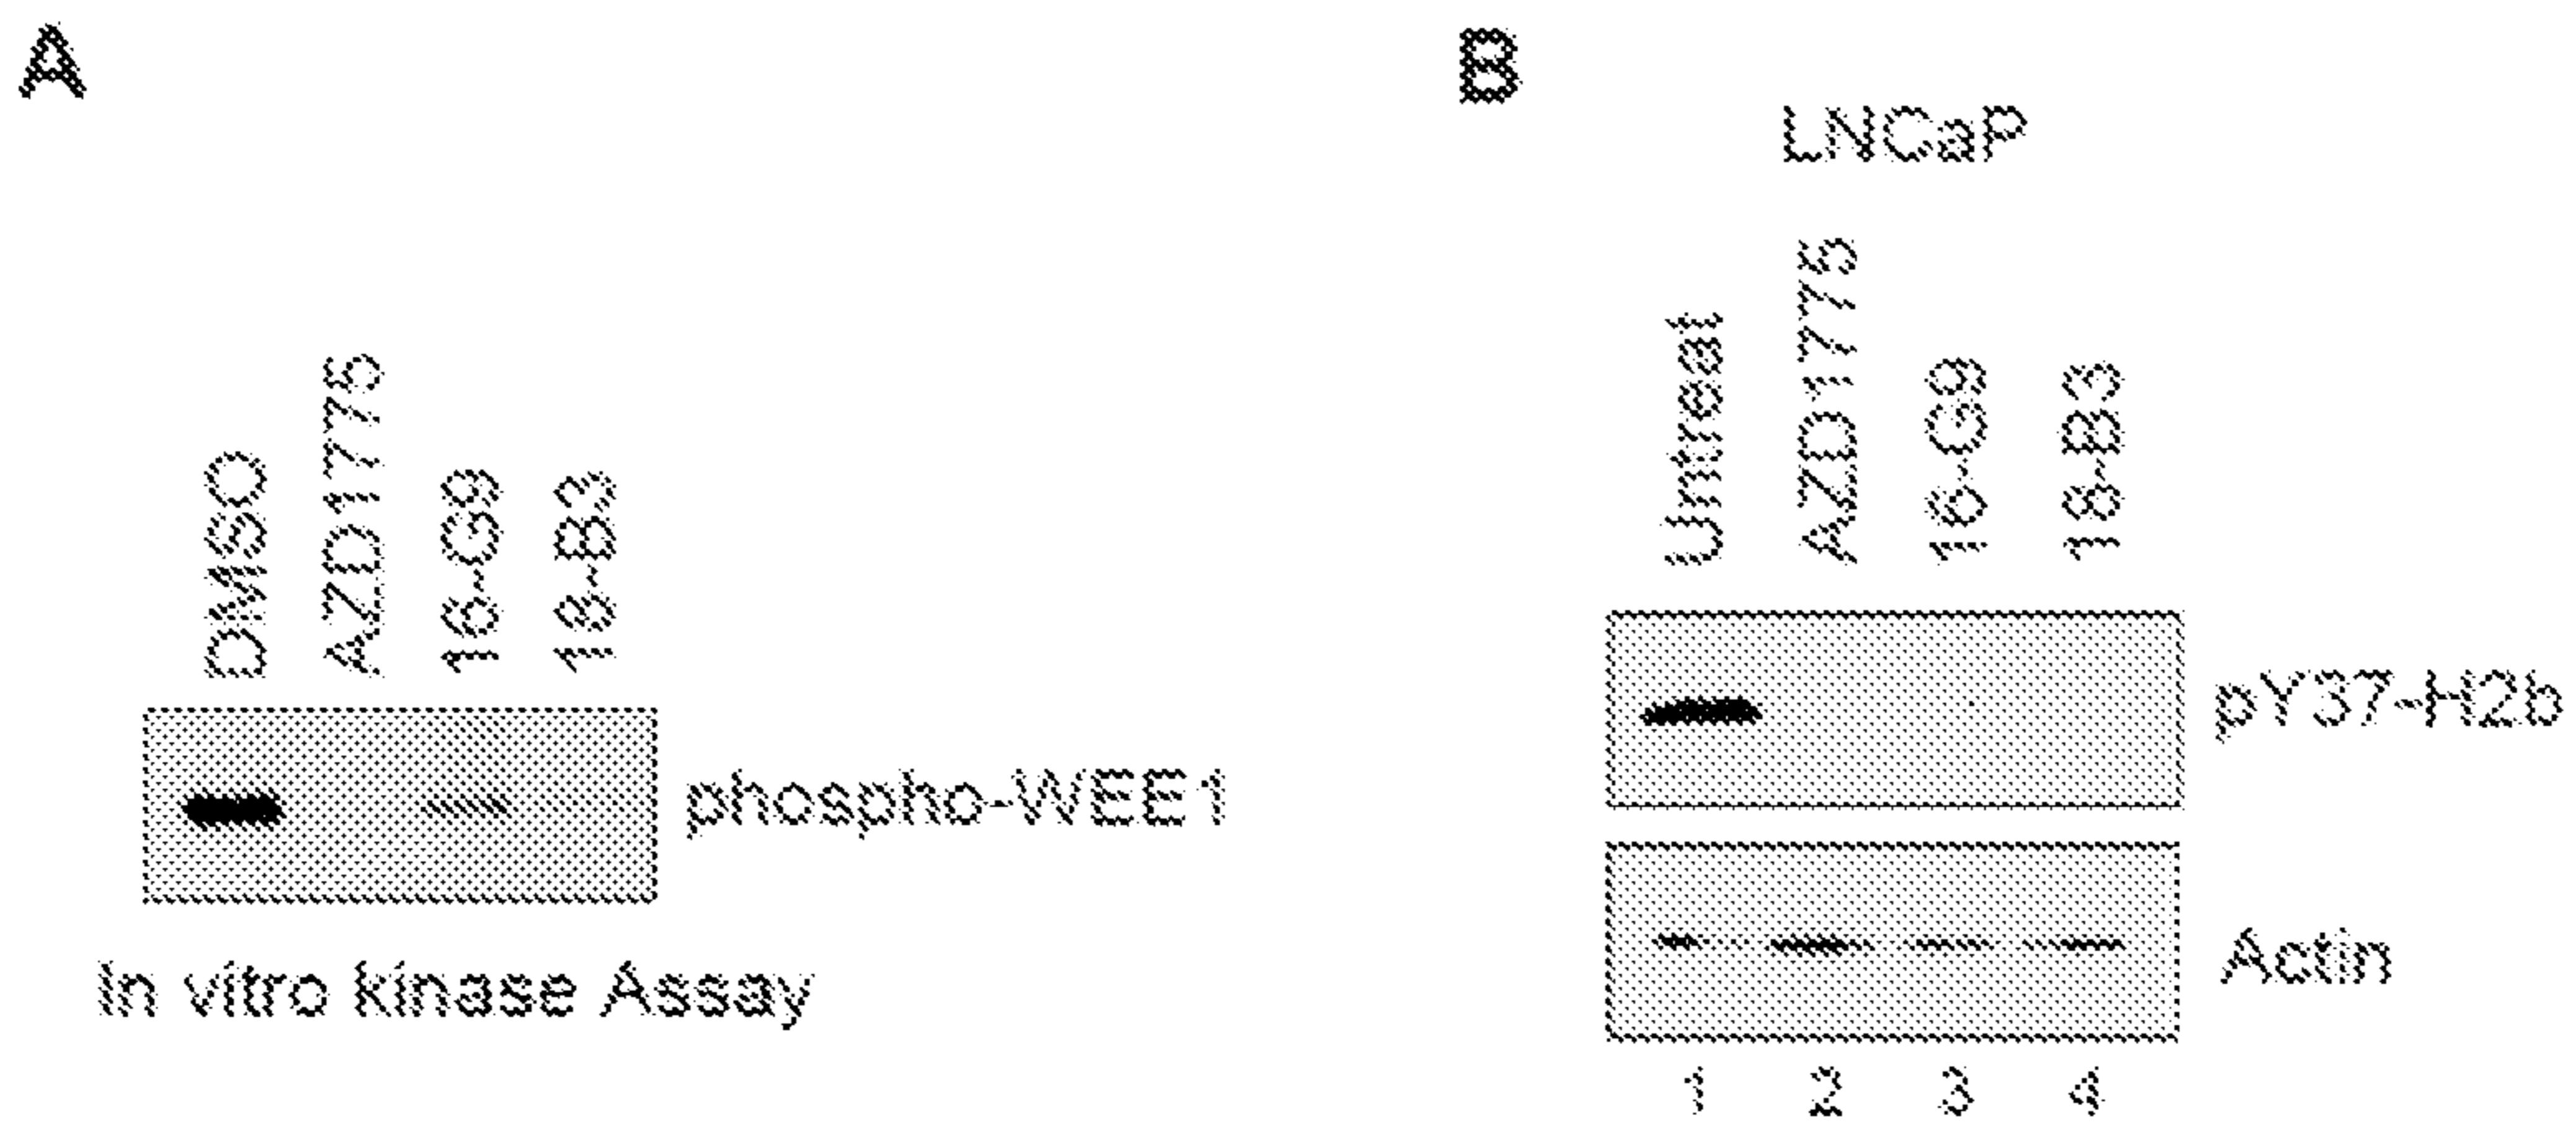 A
DMSO
AZD1775
16-G9
18-B3
phospho-WEE1
In vitro kinase Assay
B
LNCaP
Untreat
AZD1775
16-G9
18-B3
pY37-H2b
Actin
1 2 3 4